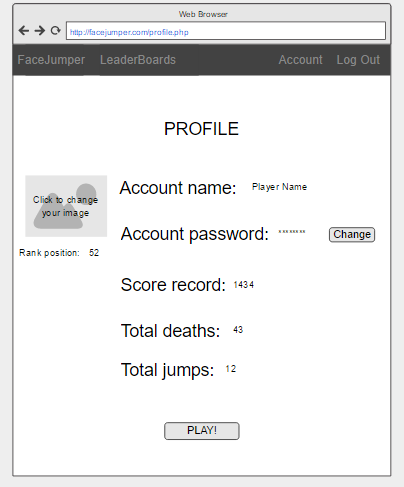 Web Browser
http://facejumper.com/profile.php
FaceJumper LeaderBoards Account Log Out
PROFILE
Click to change
your image
Rank position: 52
Account name: Player Name
Account password: ******** Change
Score record: 1434
Total deaths: 43
Total jumps: 12
PLAY!